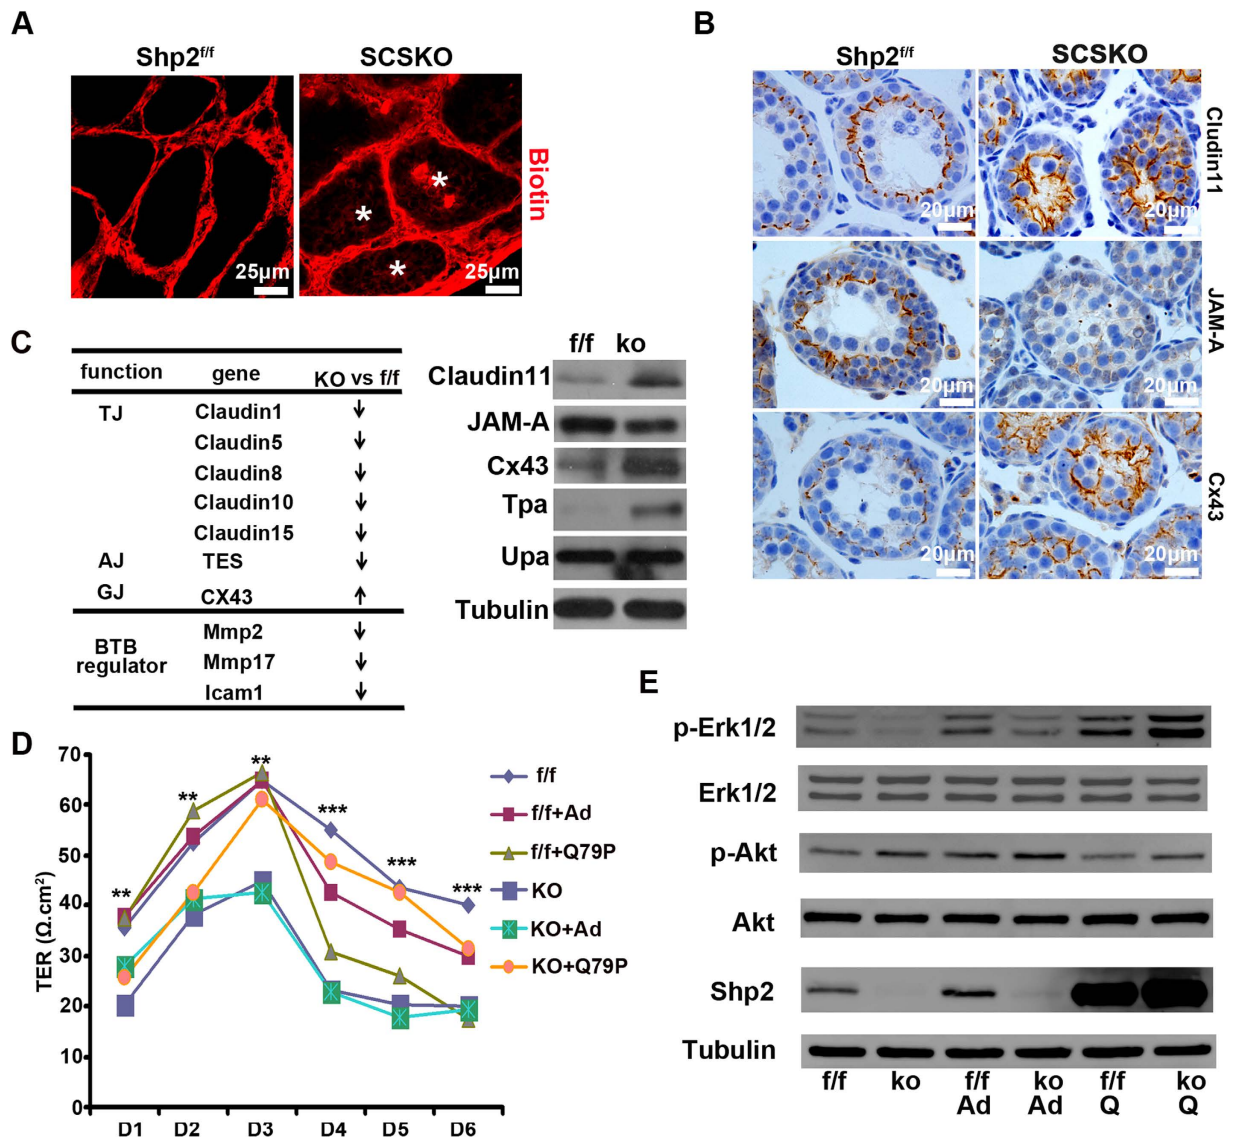 A
Shp2f/f
SCSKO
25μm
25μm
Biotin
*
*
*
B
Shp2f/f
SCSKO
20μm
20μm
Cludin11
20μm
20μm
JAM-A
20μm
20μm
Cx43
C
function gene KO vs f/f
TJ Claudin1 ↓
Claudin5 ↓
Claudin8 ↓
Claudin10 ↓
Claudin15 ↓
AJ TES ↓
GJ CX43 ↑
BTB regulator
Mmp2 ↓
Mmp17 ↓
Icam1 ↓
f/f ko
Claudin11
JAM-A
Cx43
Tpa
Upa
Tubulin
D
TER (Ω.cm2)
70
60
50
40
30
20
10
0
D1 D2 D3 D4 D5 D6
** ** ** *** *** ***
f/f
f/f+Ad
f/f+Q79P
KO
KO+Ad
KO+Q79P
E
p-Erk1/2
Erk1/2
p-Akt
Akt
Shp2
Tubulin
f/f ko f/f ko f/f ko
Ad Ad Q Q